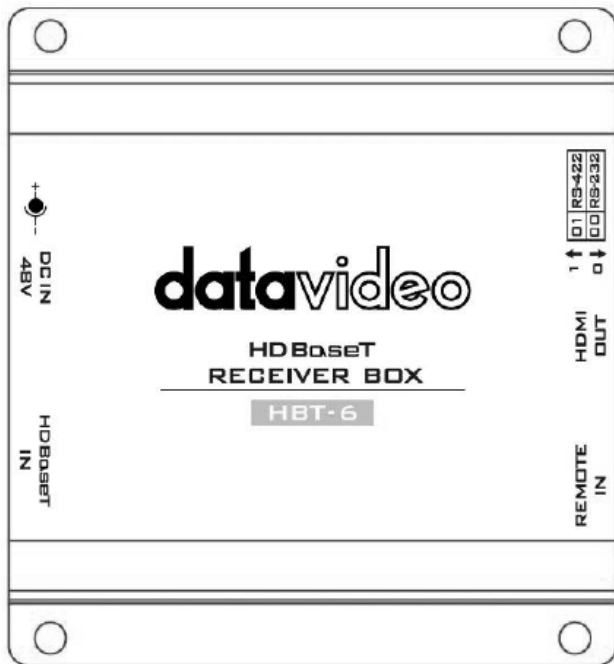 datavideo
HDBaseT
RECEIVER BOX
HBT-6
+
-
DC IN
48V
HDBaseT
IN
01 RS-422
00 RS-232
1
0
HDMI
OUT
REMOTE
IN